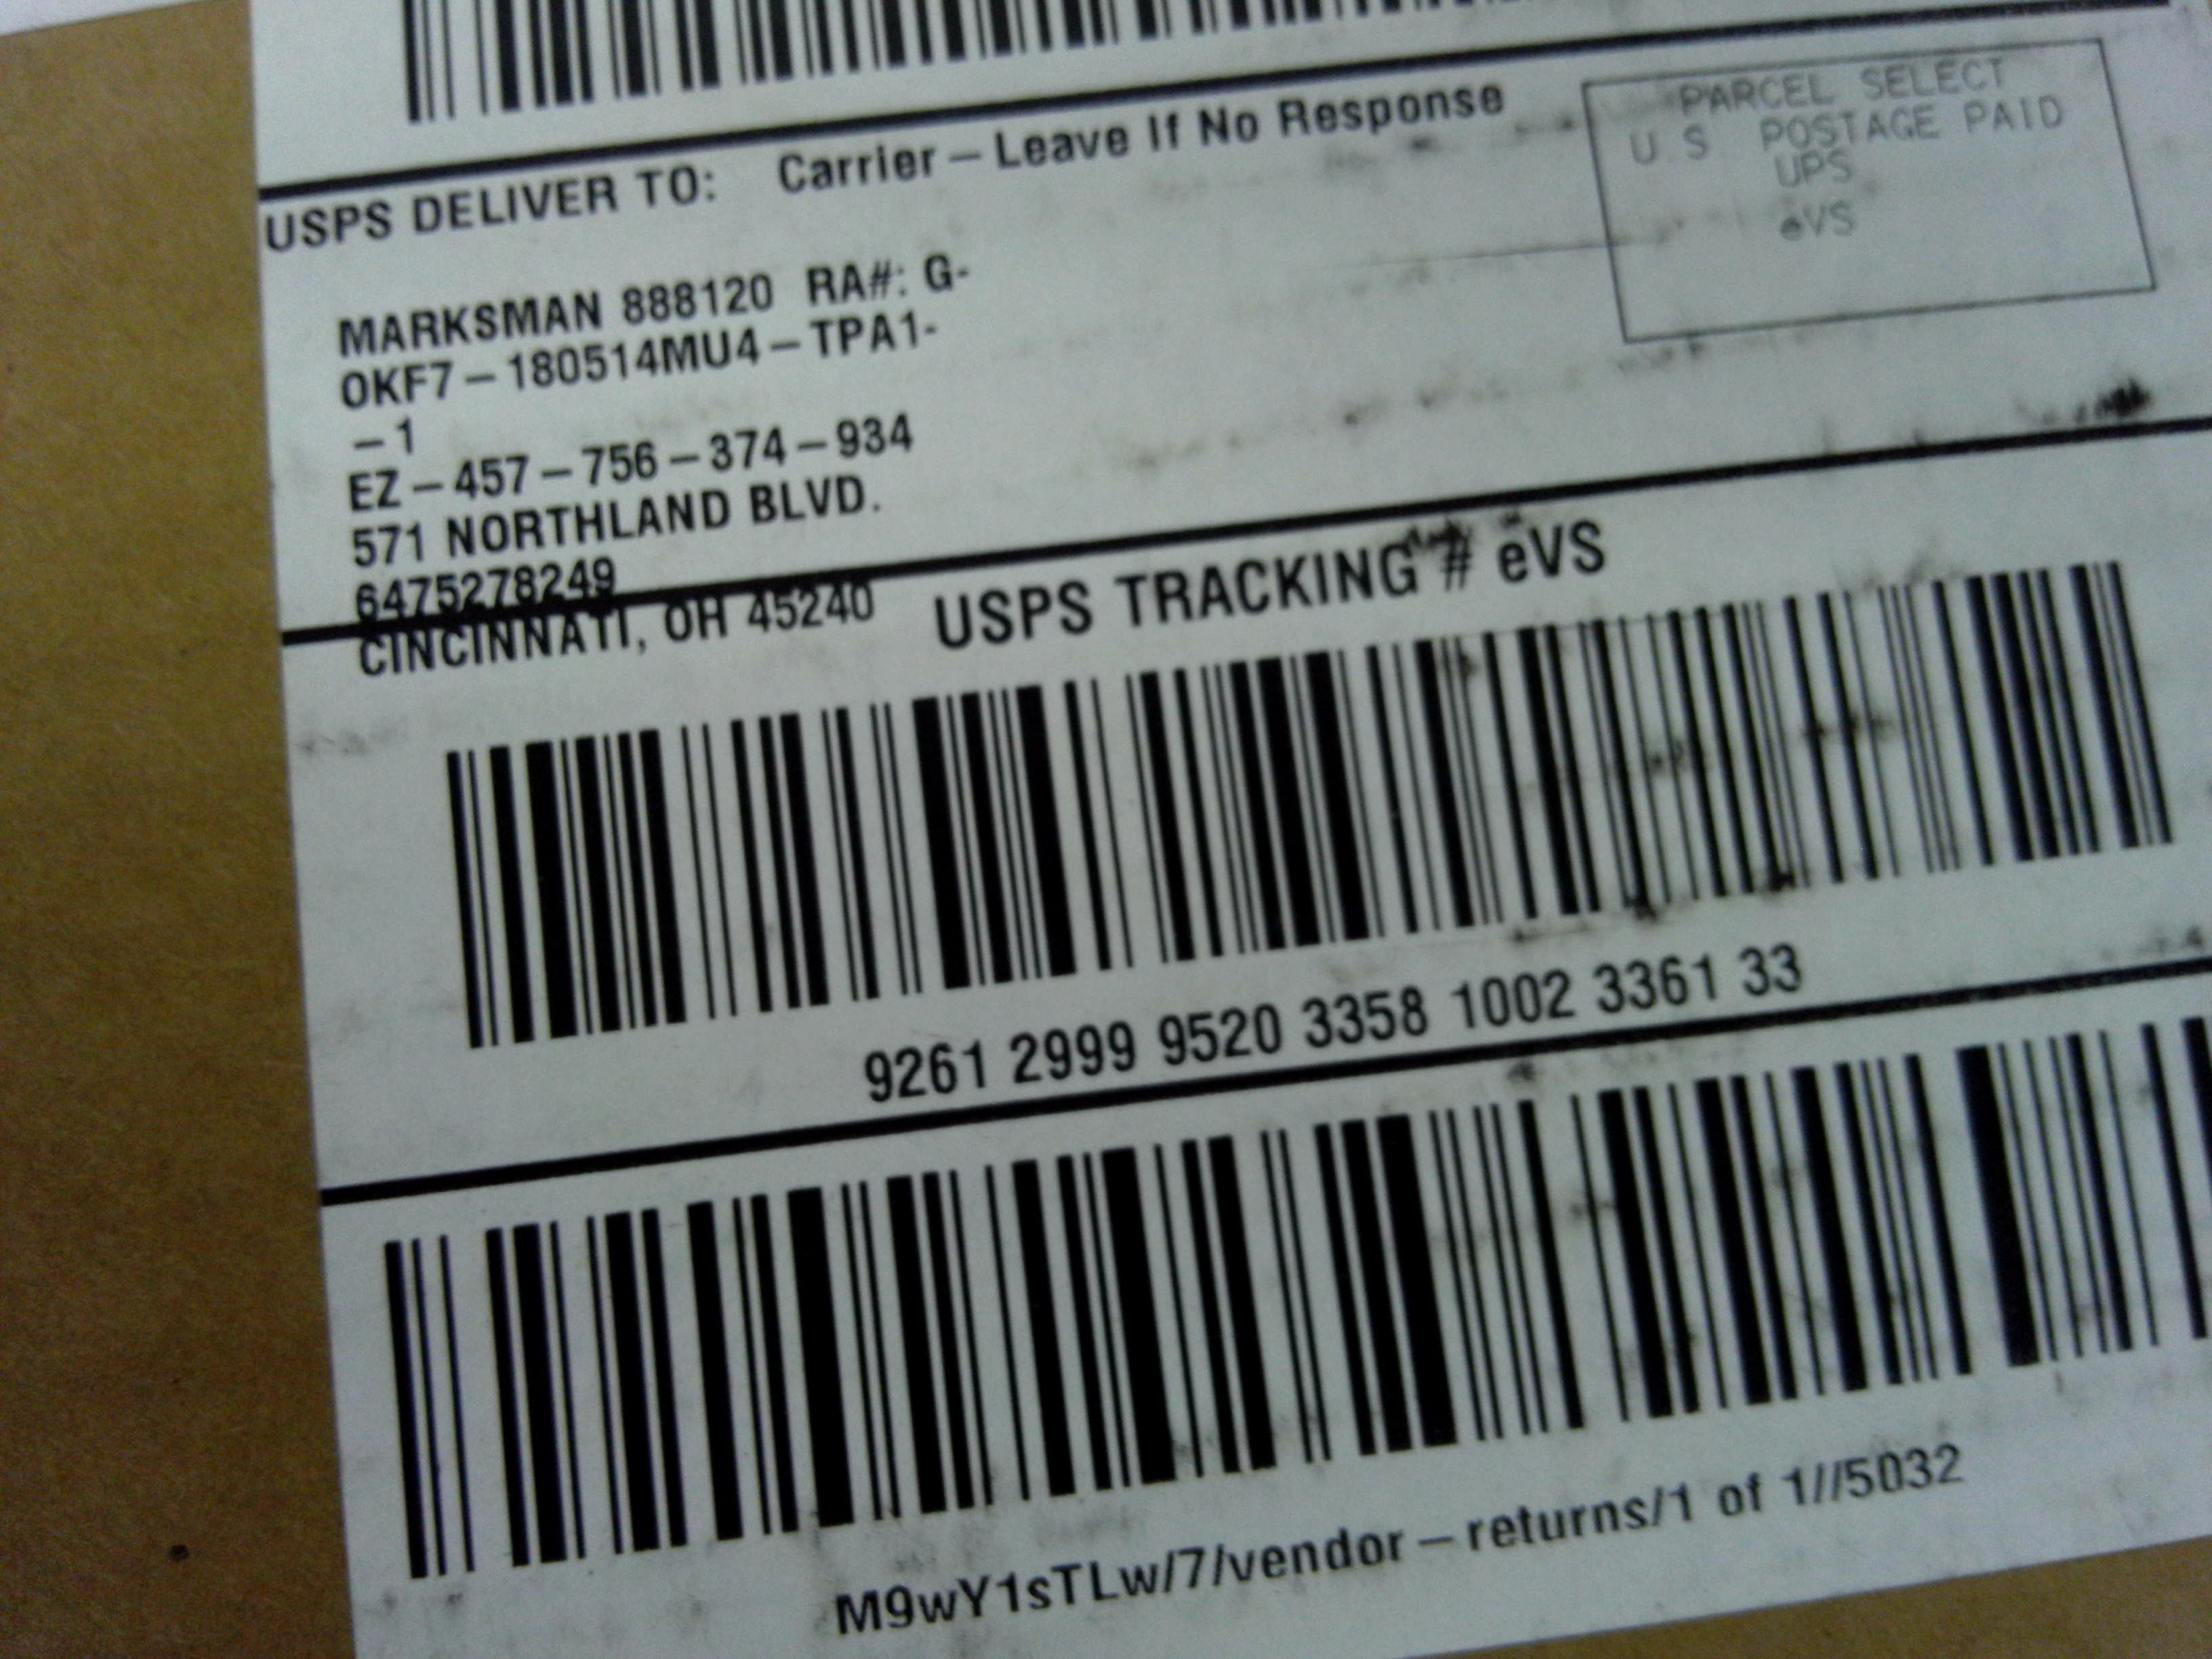 PARCEL SELECT
U.S POSTAGE PAID
UPS
eVS
USPS DELIVER TO: Carrier – Leave If No Response
MARKSMAN 888120 RA#: G-
0KF7 – 180514MU4 – TPA1-
– 1
EZ – 457 – 756 – 374 – 934
571 NORTHLAND BLVD.
6475278249
CINCINNATI, OH 45240
USPS TRACKING # eVS
9261 2999 9520 3358 1002 3361 33
M9wY1sTLw/7/vendor – returns/1 of 1//5032